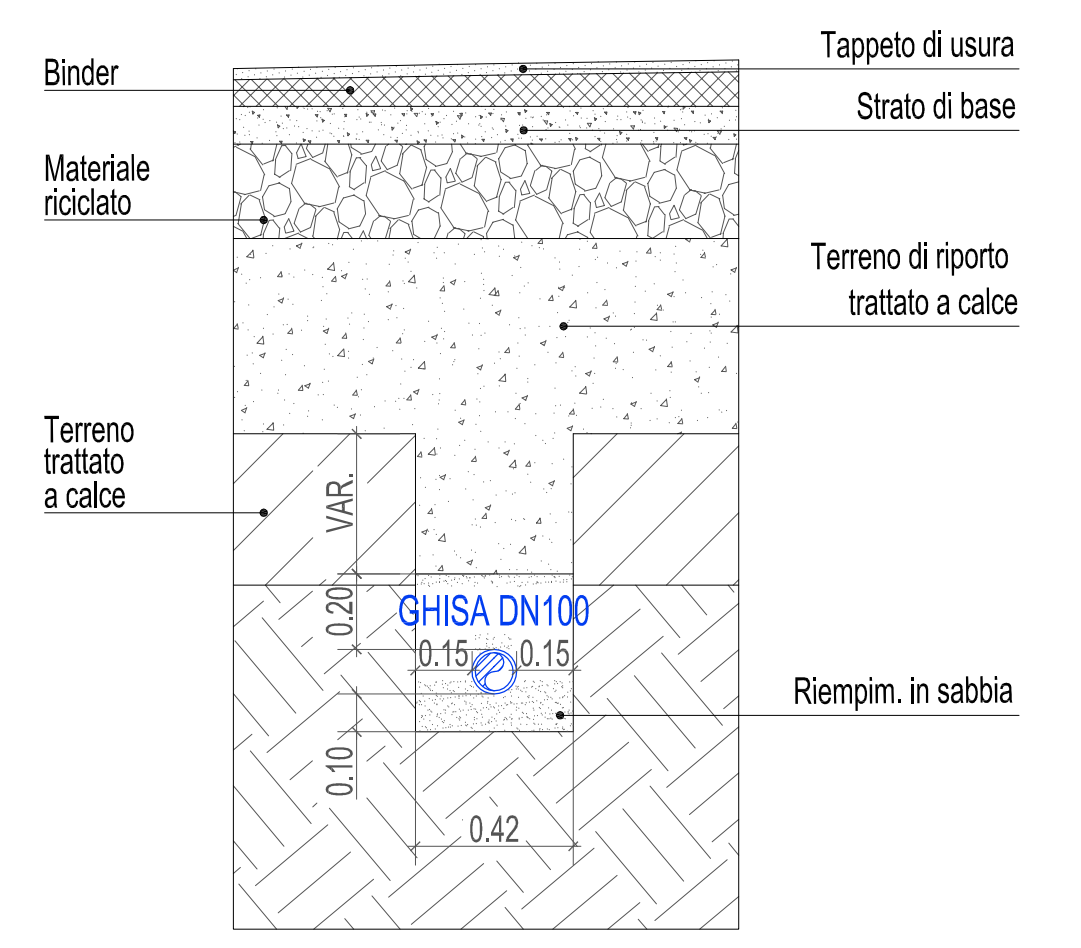 Tappeto di usura
Binder
Strato di base
Materiale
riciclato
Terreno di riporto
trattato a calce
Terreno
trattato
a calce
VAR.
0.20
GHISA DN100
0.15
0.15
Riempim. in sabbia
0.10
0.42